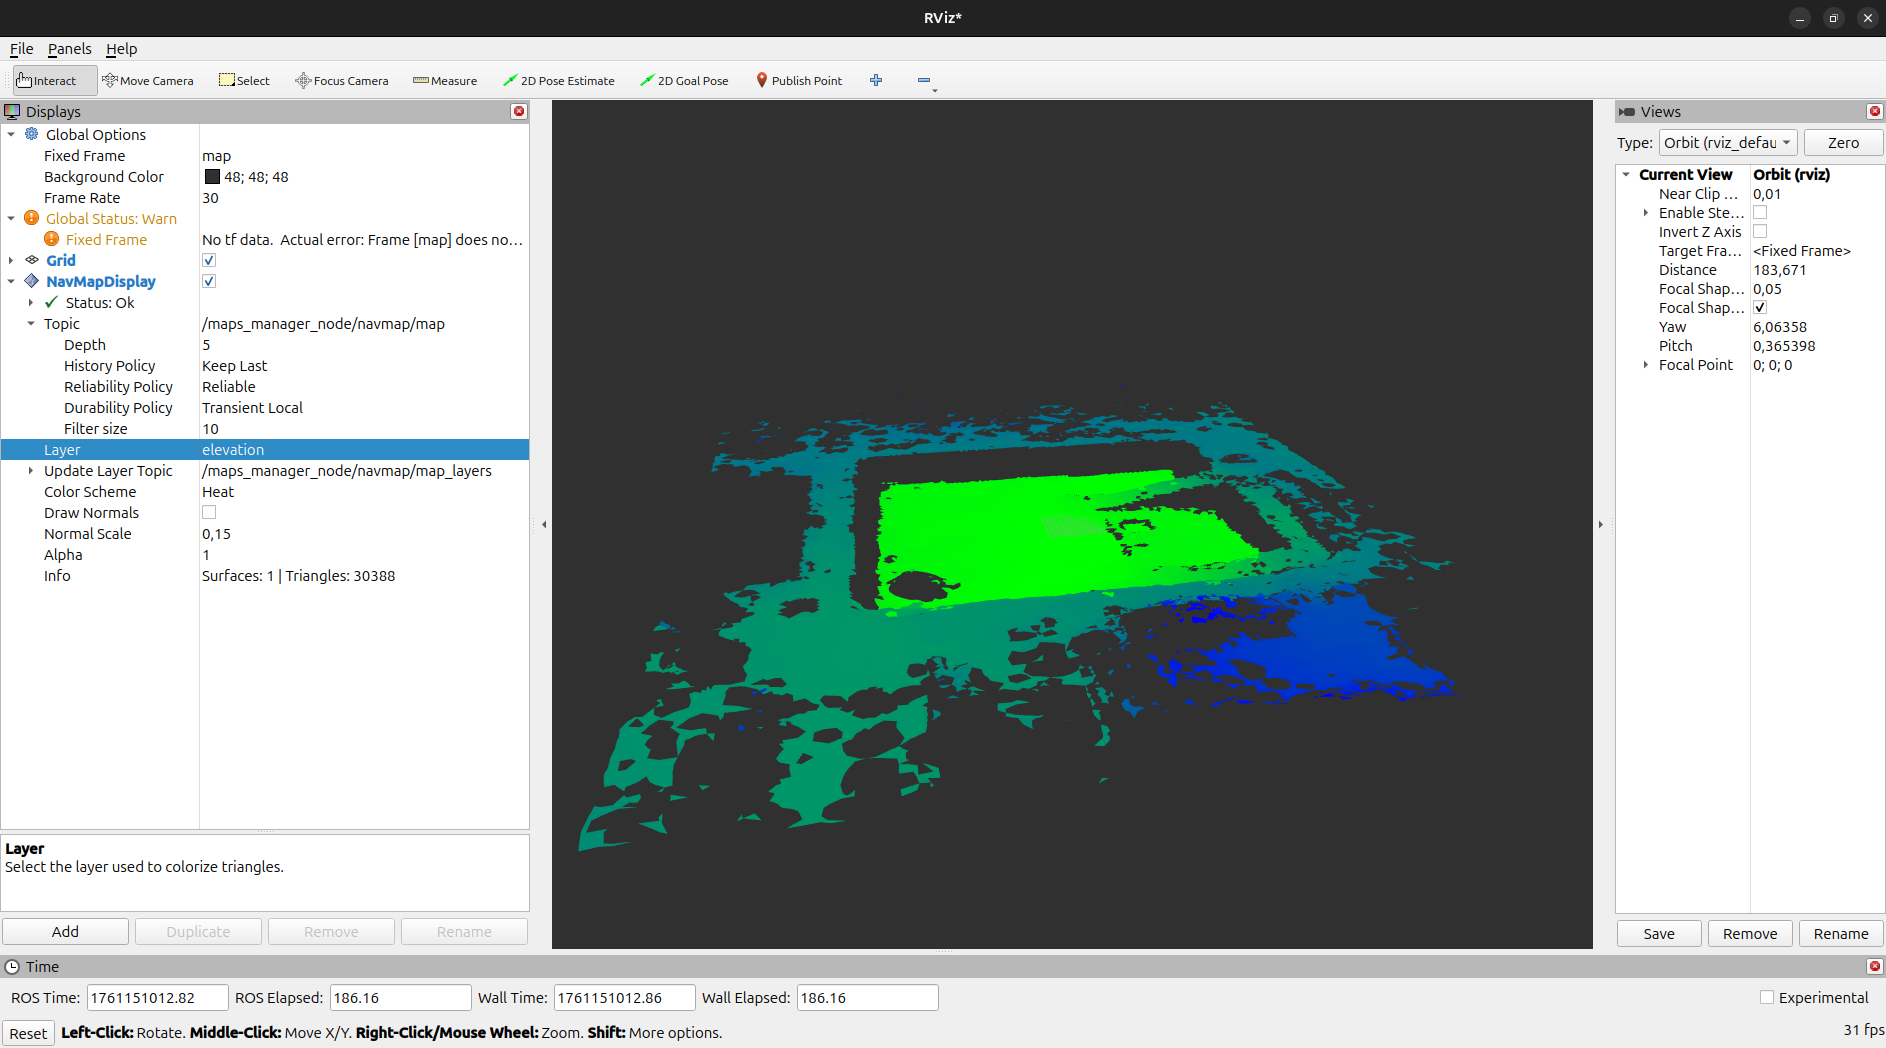 RViz*
File Panels Help
Interact Move Camera Select Focus Camera Measure 2D Pose Estimate 2D Goal Pose Publish Point
Displays
Global Options
Fixed Frame map
Background Color 48; 48; 48
Frame Rate 30
Global Status: Warn
Fixed Frame No tf data. Actual error: Frame [map] does no...
Grid
NavMapDisplay
Status: Ok
Topic /maps_manager_node/navmap/map
Depth 5
History Policy Keep Last
Reliability Policy Reliable
Durability Policy Transient Local
Filter size 10
Layer elevation
Update Layer Topic /maps_manager_node/navmap/map_layers
Color Scheme Heat
Draw Normals
Normal Scale 0,15
Alpha 1
Info Surfaces: 1 | Triangles: 30388
Layer
Select the layer used to colorize triangles.
Add Duplicate Remove Rename
Views
Type: Orbit (rviz_defau Zero
Current View Orbit (rviz)
Near Clip ... 0,01
Enable Ste...
Invert Z Axis
Target Fra... <Fixed Frame>
Distance 183,671
Focal Shap... 0,05
Focal Shap...
Yaw 6,06358
Pitch 0,365398
Focal Point 0; 0; 0
Save Remove Rename
Time
ROS Time: 1761151012.82 ROS Elapsed: 186.16 Wall Time: 1761151012.86 Wall Elapsed: 186.16 Experimental
Reset Left-Click: Rotate. Middle-Click: Move X/Y. Right-Click/Mouse Wheel: Zoom. Shift: More options. 31 fps